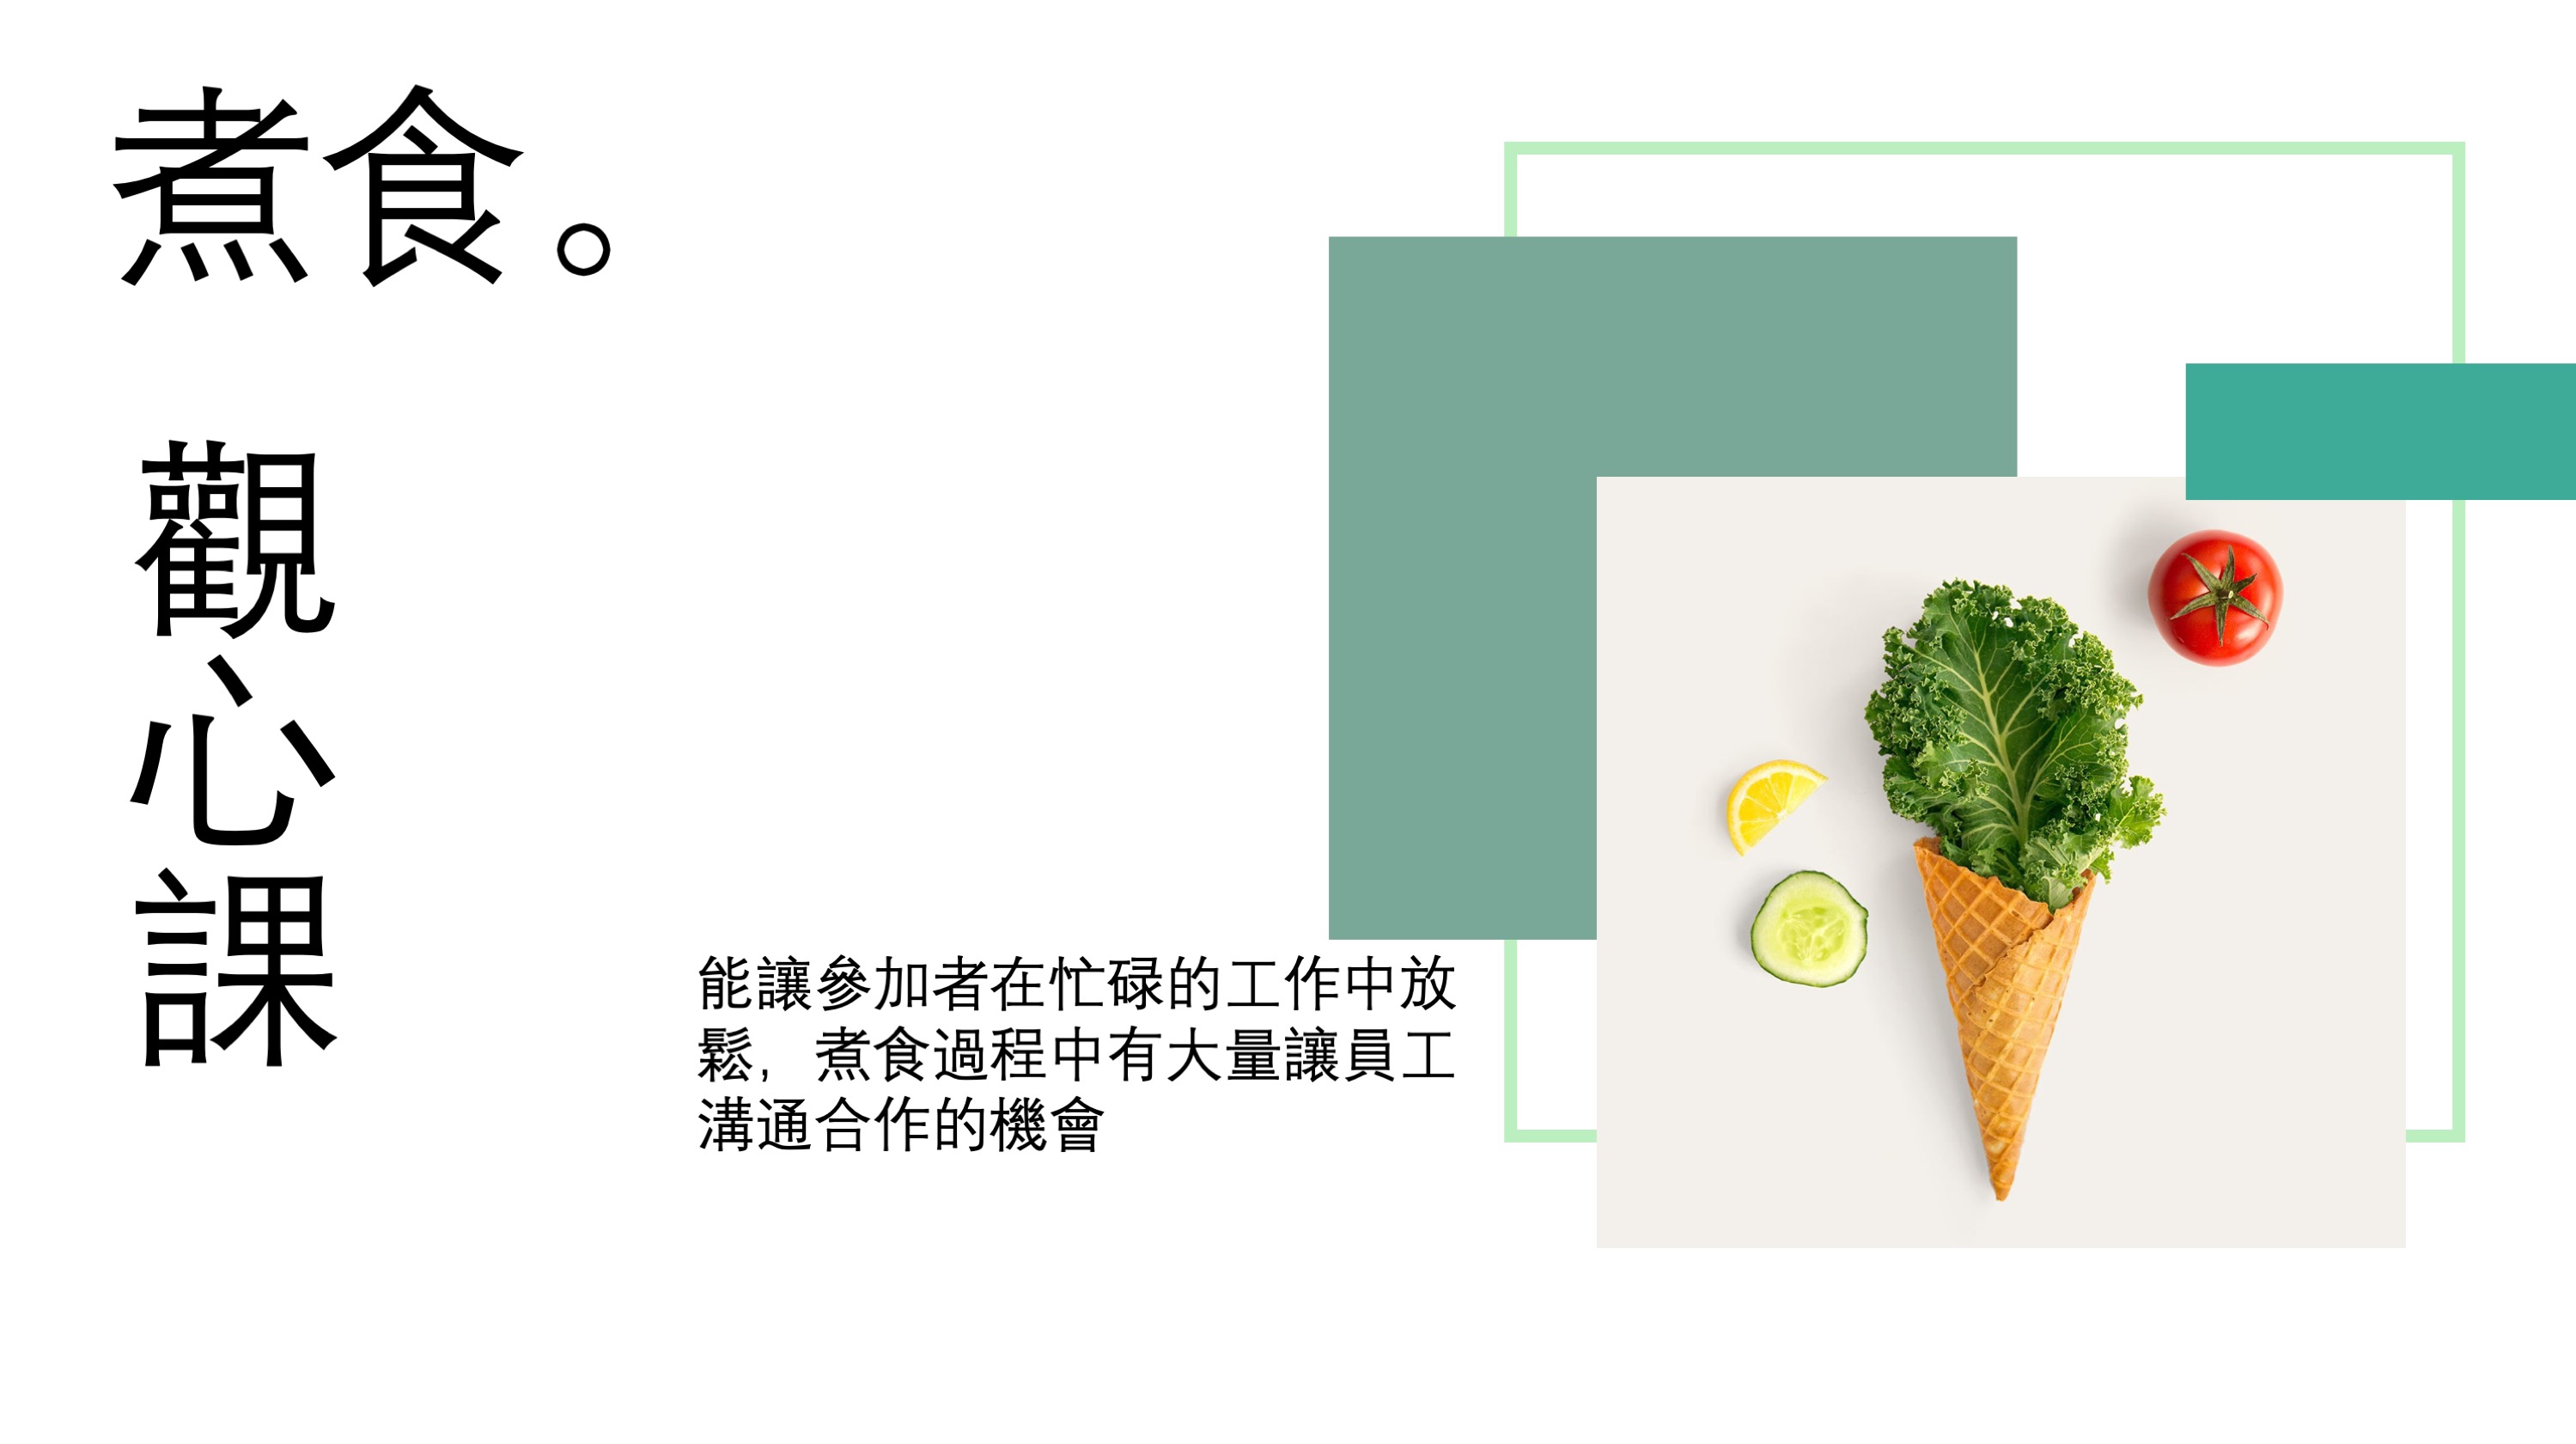 煮食。
觀心課
能讓參加者在忙碌的工作中放
鬆，煮食過程中有大量讓員工
溝通合作的機會